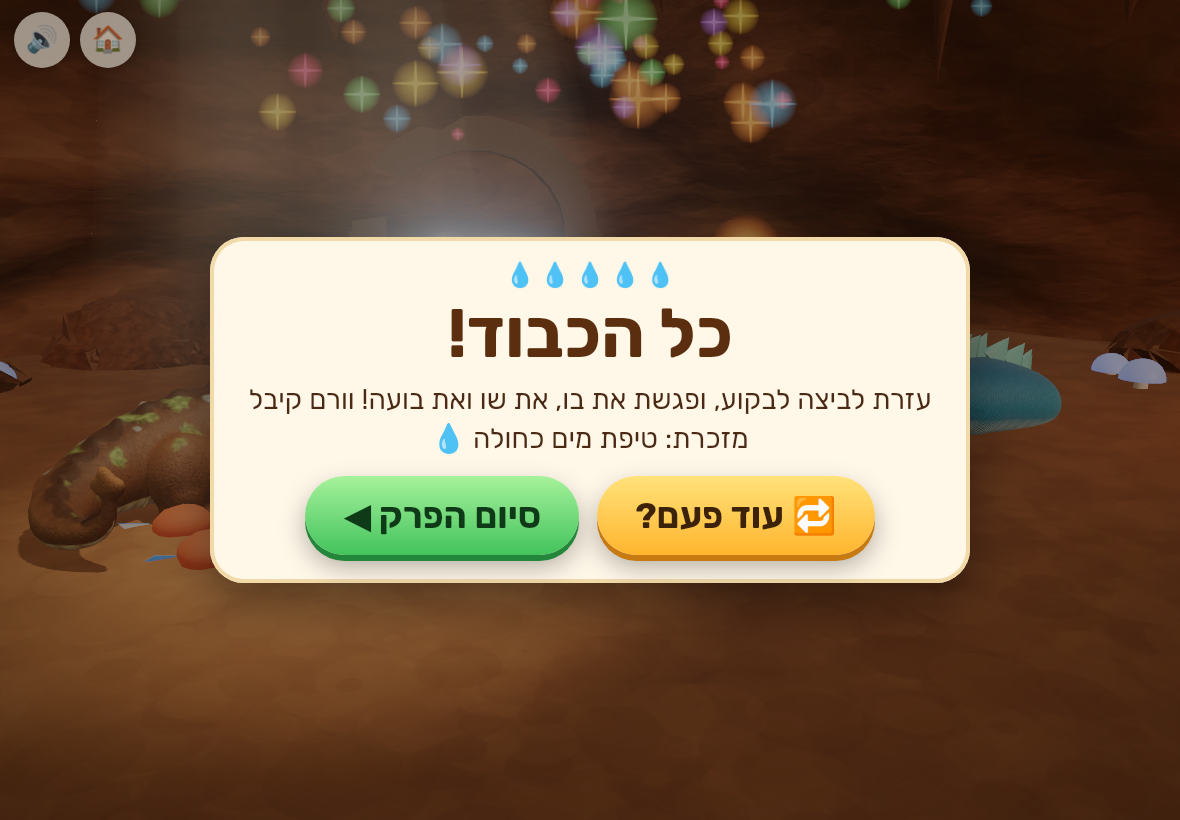 כל הכבוד!
עזרת לביצה לבקוע, ופגשת את בו, את שו ואת בועה! וורם קיבל
מזכרת: טיפת מים כחולה 💧
🔁 עוד פעם?
סיום הפרק ◀